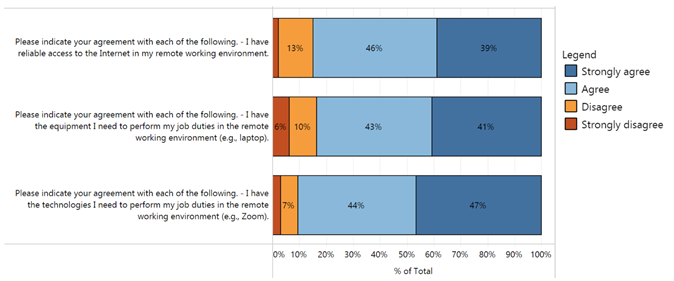 Please indicate your agreement with each of the following. - I have
reliable access to the Internet in my remote working environment.
13%
46%
39%
Please indicate your agreement with each of the following. - I have
the equipment I need to perform my job duties in the remote
working environment (e.g., laptop).
6%
10%
43%
41%
Please indicate your agreement with each of the following. - I have
the technologies I need to perform my job duties in the remote
working environment (e.g., Zoom).
7%
44%
47%
0% 10% 20% 30% 40% 50% 60% 70% 80% 90% 100%
% of Total
Legend
Strongly agree
Agree
Disagree
Strongly disagree